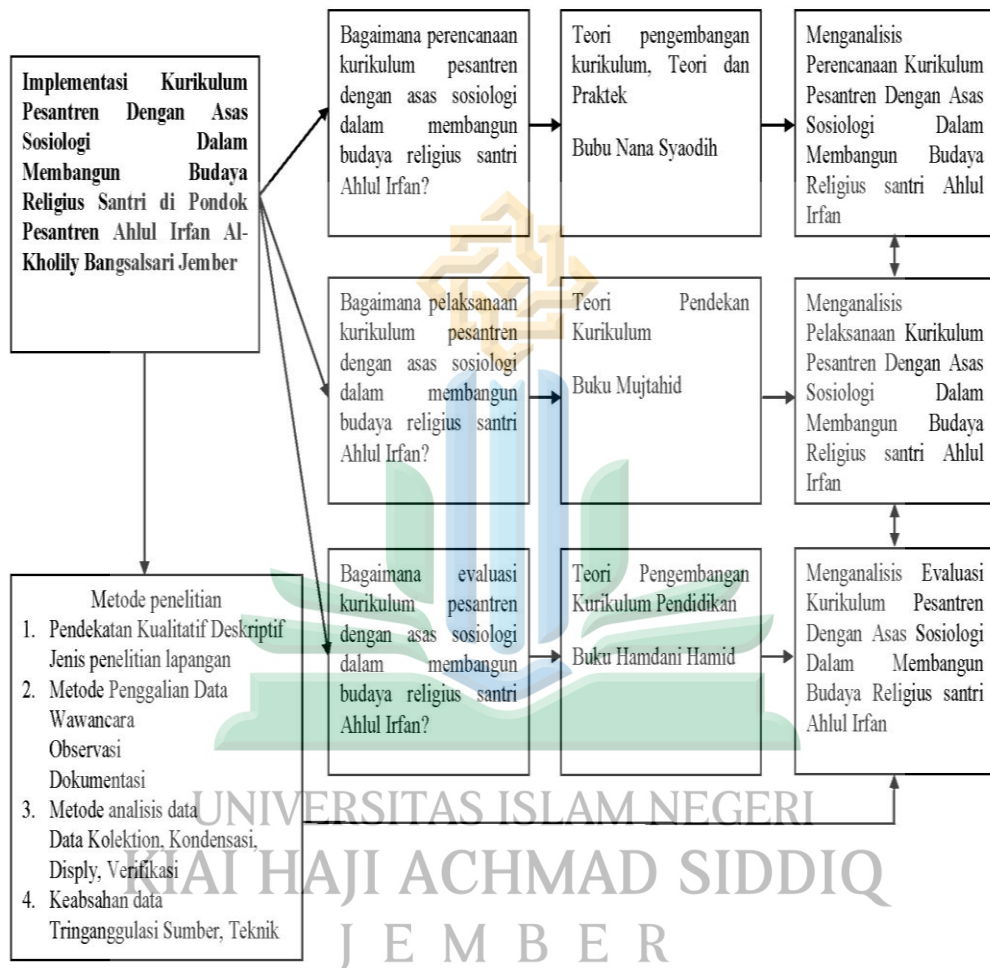 Implementasi Kurikulum
Pesantren Dengan Asas
Sosiologi Dalam
Membangun Budaya
Religius Santri di Pondok
Pesantren Ahlul Irfan Al-
Kholily Bangsalsari Jember
Bagaimana perencanaan
kurikulum pesantren
dengan asas sosiologi
dalam membangun
budaya religius santri
Ahlul Irfan?
Teori pengembangan
kurikulum, Teori dan
Praktek
Bubu Nana Syaodih
Menganalisis
Perencanaan Kurikulum
Pesantren Dengan Asas
Sosiologi Dalam
Membangun Budaya
Religius santri Ahlul
Irfan
Bagaimana pelaksanaan
kurikulum pesantren
dengan asas sosiologi
dalam membangun
budaya religius santri
Ahlul Irfan?
Teori Pendekan
Kurikulum
Buku Mujtahid
Menganalisis
Pelaksanaan Kurikulum
Pesantren Dengan Asas
Sosiologi Dalam
Membangun Budaya
Religius santri Ahlul
Irfan
Bagaimana evaluasi
kurikulum pesantren
dengan asas sosiologi
dalam membangun
budaya religius santri
Ahlul Irfan?
Teori Pengembangan
Kurikulum Pendidikan
Buku Hamdani Hamid
Menganalisis Evaluasi
Kurikulum Pesantren
Dengan Asas Sosiologi
Dalam Membangun
Budaya Religius santri
Ahlul Irfan
Metode penelitian
1. Pendekatan Kualitatif Deskriptif
Jenis penelitian lapangan
2. Metode Penggalian Data
Wawancara
Observasi
Dokumentasi
3. Metode analisis data
Data Kolektion, Kondensasi,
Disply, Verifikasi
4. Keabsahan data
Tringanggulasi Sumber, Teknik
UNIVERSITAS ISLAM NEGERI
KIAI HAJI ACHMAD SIDDIQ
JEMBER